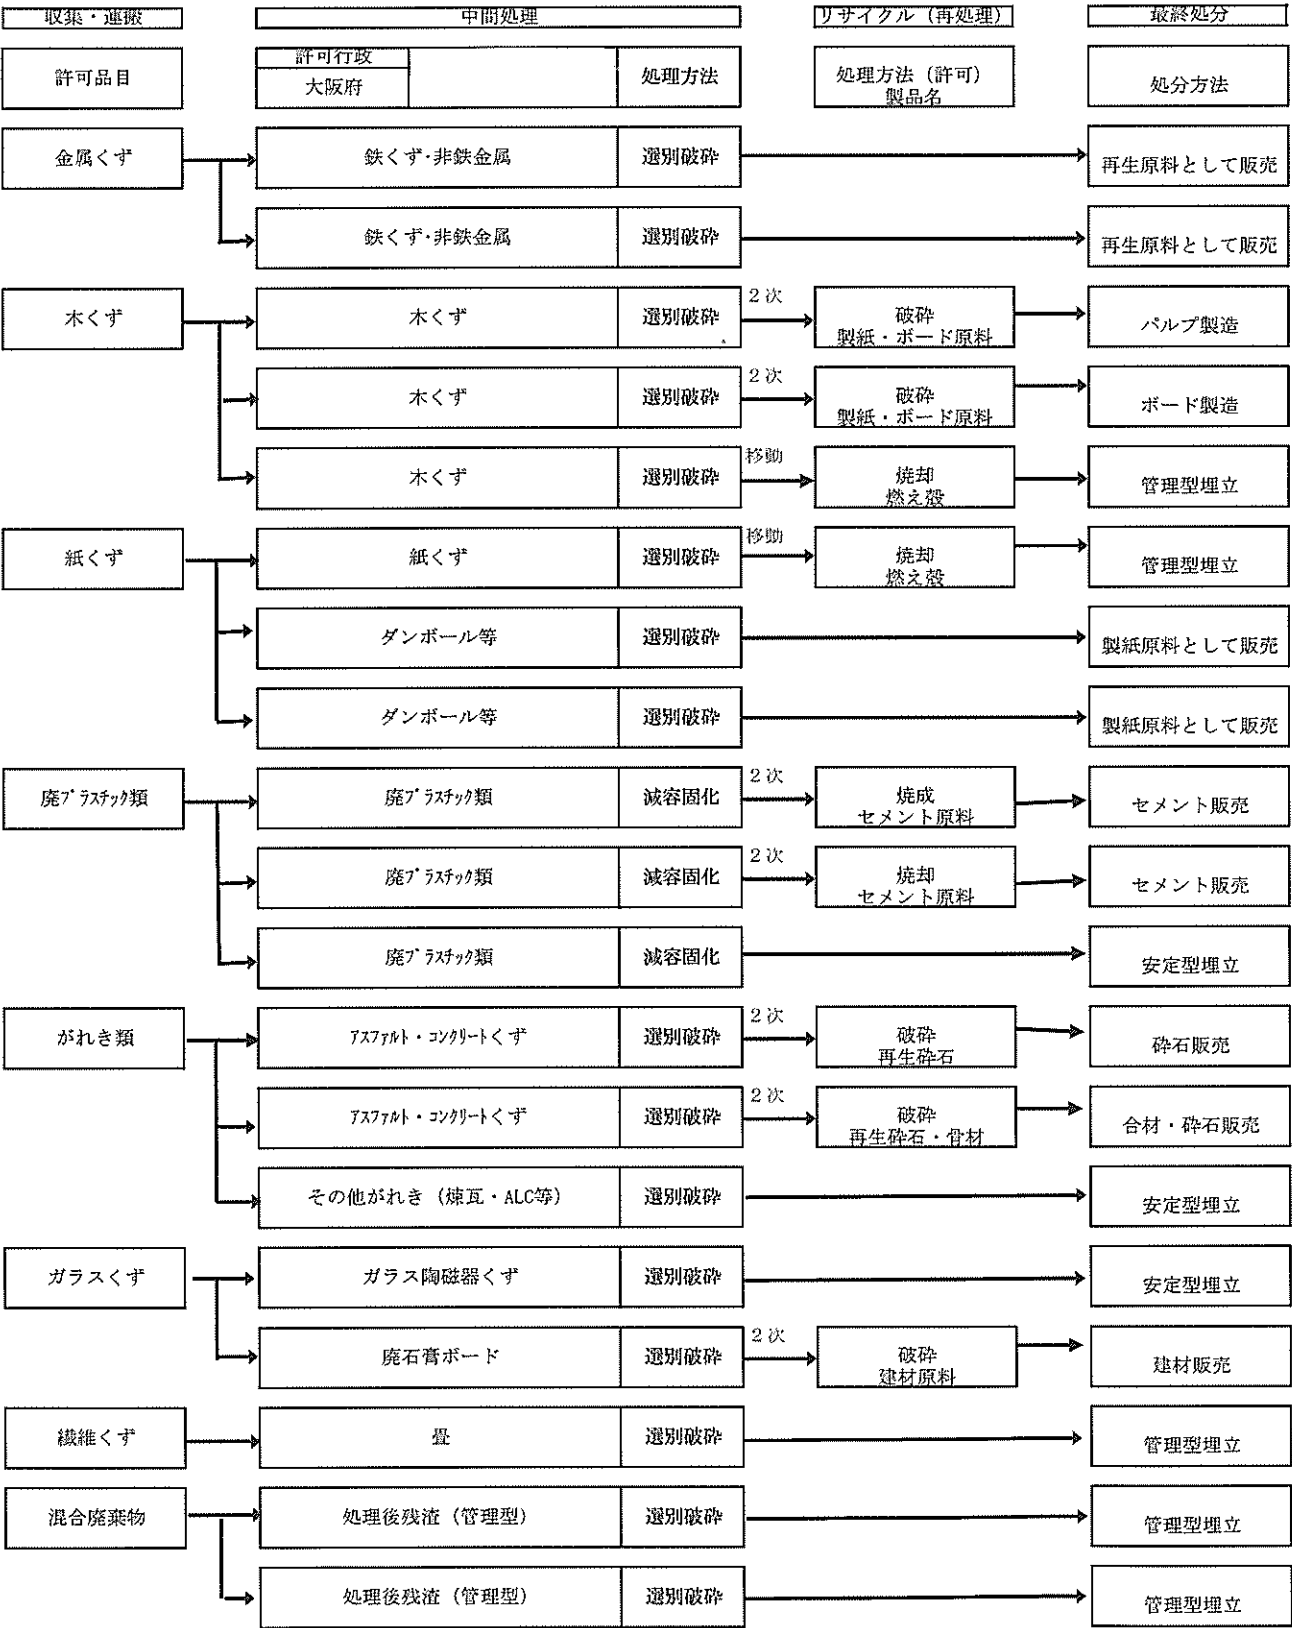 収集・運搬
中間処理
リサイクル（再処理）
最終処分
許可品目
許可行政
大阪府
処理方法
処理方法（許可）
製品名
処分方法
金属くず
鉄くず・非鉄金属
選別破砕
再生原料として販売
鉄くず・非鉄金属
選別破砕
再生原料として販売
木くず
木くず
選別破砕
２次
破砕
製紙・ボード原料
パルプ製造
木くず
選別破砕
２次
破砕
製紙・ボード原料
ボード製造
木くず
選別破砕
移動
焼却
燃え殻
管理型埋立
紙くず
紙くず
選別破砕
移動
焼却
燃え殻
管理型埋立
ダンボール等
選別破砕
製紙原料として販売
ダンボール等
選別破砕
製紙原料として販売
廃ﾌﾟﾗｽﾁｯｸ類
廃ﾌﾟﾗｽﾁｯｸ類
減容固化
２次
焼成
セメント原料
セメント販売
廃ﾌﾟﾗｽﾁｯｸ類
減容固化
２次
焼却
セメント原料
セメント販売
廃ﾌﾟﾗｽﾁｯｸ類
減容固化
安定型埋立
がれき類
ｱｽﾌｧﾙﾄ・ｺﾝｸﾘｰﾄくず
選別破砕
２次
破砕
再生砕石
砕石販売
ｱｽﾌｧﾙﾄ・ｺﾝｸﾘｰﾄくず
選別破砕
２次
破砕
再生砕石・骨材
合材・砕石販売
その他がれき（煉瓦・ALC等）
選別破砕
安定型埋立
ガラスくず
ガラス陶磁器くず
選別破砕
安定型埋立
廃石膏ボード
選別破砕
２次
破砕
建材原料
建材販売
繊維くず
畳
選別破砕
管理型埋立
混合廃棄物
処理後残渣（管理型）
選別破砕
管理型埋立
処理後残渣（管理型）
選別破砕
管理型埋立